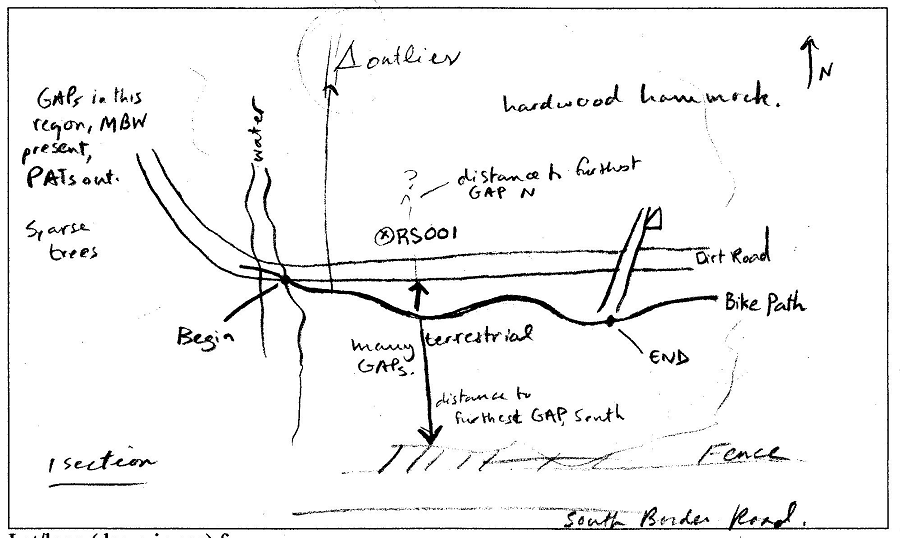 Δ outlier
N
hardwood hammock.
GAPs in this
region, MBW
present,
PATs out.
water
?
distance to furthest
GAP N
Sparse
trees
RS001
Dirt Road
Bike Path
Begin
terrestrial
many
GAPs.
END
distance to
furthest GAP, South
1 section
Fence
South Border Road.